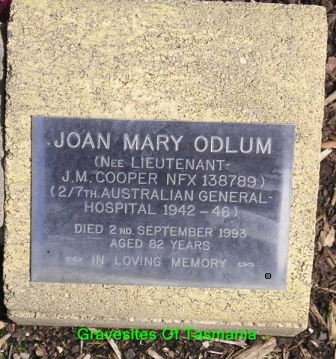 JOAN MARY ODLUM
(NEE LIEUTENANT-
J.M. COOPER NFX 138789)
(2/7TH. AUSTRALIAN GENERAL-
HOSPITAL 1942-46)
DIED 2ND. SEPTEMBER 1993
AGED 82 YEARS
IN LOVING MEMORY
©
Gravesites Of Tasmania